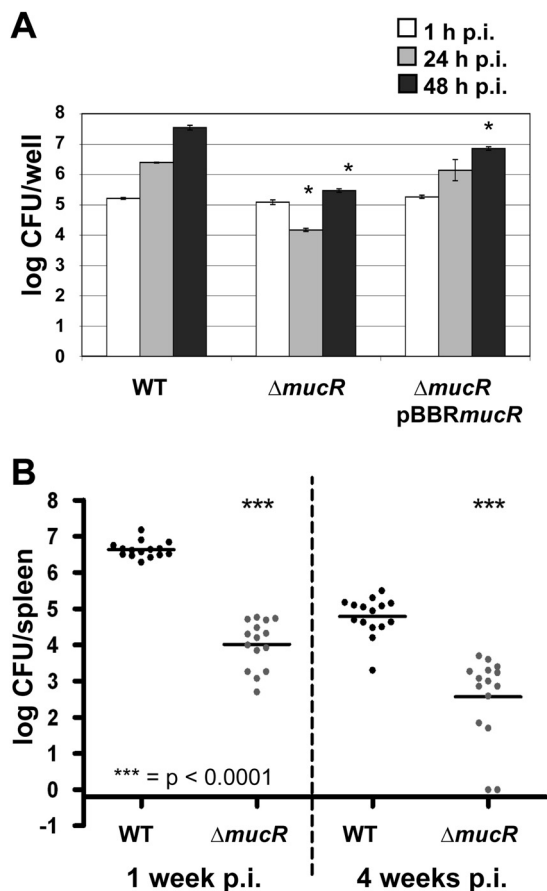 A
1 h p.i.
24 h p.i.
48 h p.i.
log CFU/well
8
7
6
5
4
3
2
1
0
*
*
*
WT
ΔmucR
ΔmucR
pBBRmucR
B
log CFU/spleen
8
7
6
5
4
3
2
1
0
-1
***
***
*** = p < 0.0001
WT
ΔmucR
WT
ΔmucR
1 week p.i.
4 weeks p.i.